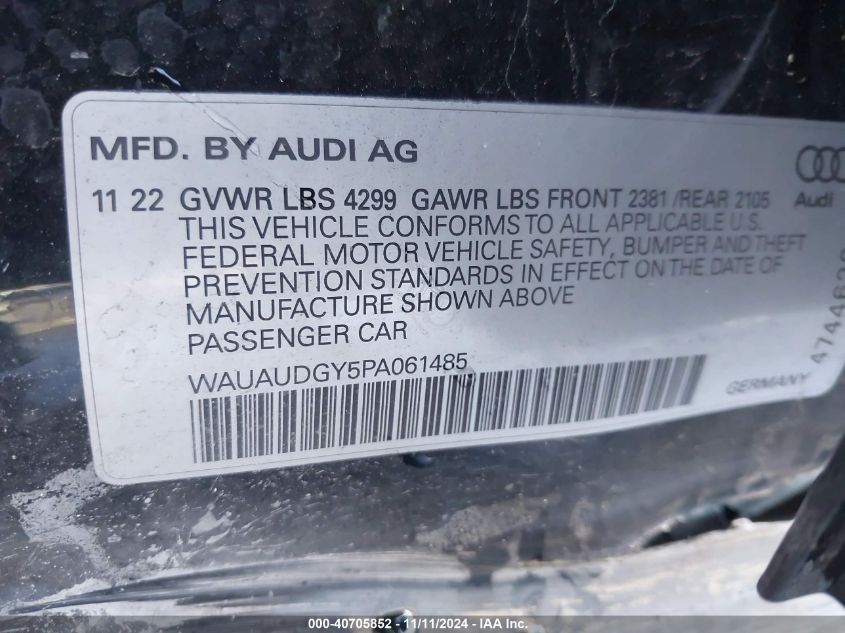 MFD. BY AUDI AG
11 22 GVWR LBS 4299 GAWR LBS FRONT 2381 /REAR 2105
Audi
THIS VEHICLE CONFORMS TO ALL APPLICABLE U.S.
FEDERAL MOTOR VEHICLE SAFETY, BUMPER AND THEFT
PREVENTION STANDARDS IN EFFECT ON THE DATE OF
MANUFACTURE SHOWN ABOVE
PASSENGER CAR
WAUAUDGY5PA061485
GERMANY
000-40705852 - 11/11/2024 - IAA Inc.